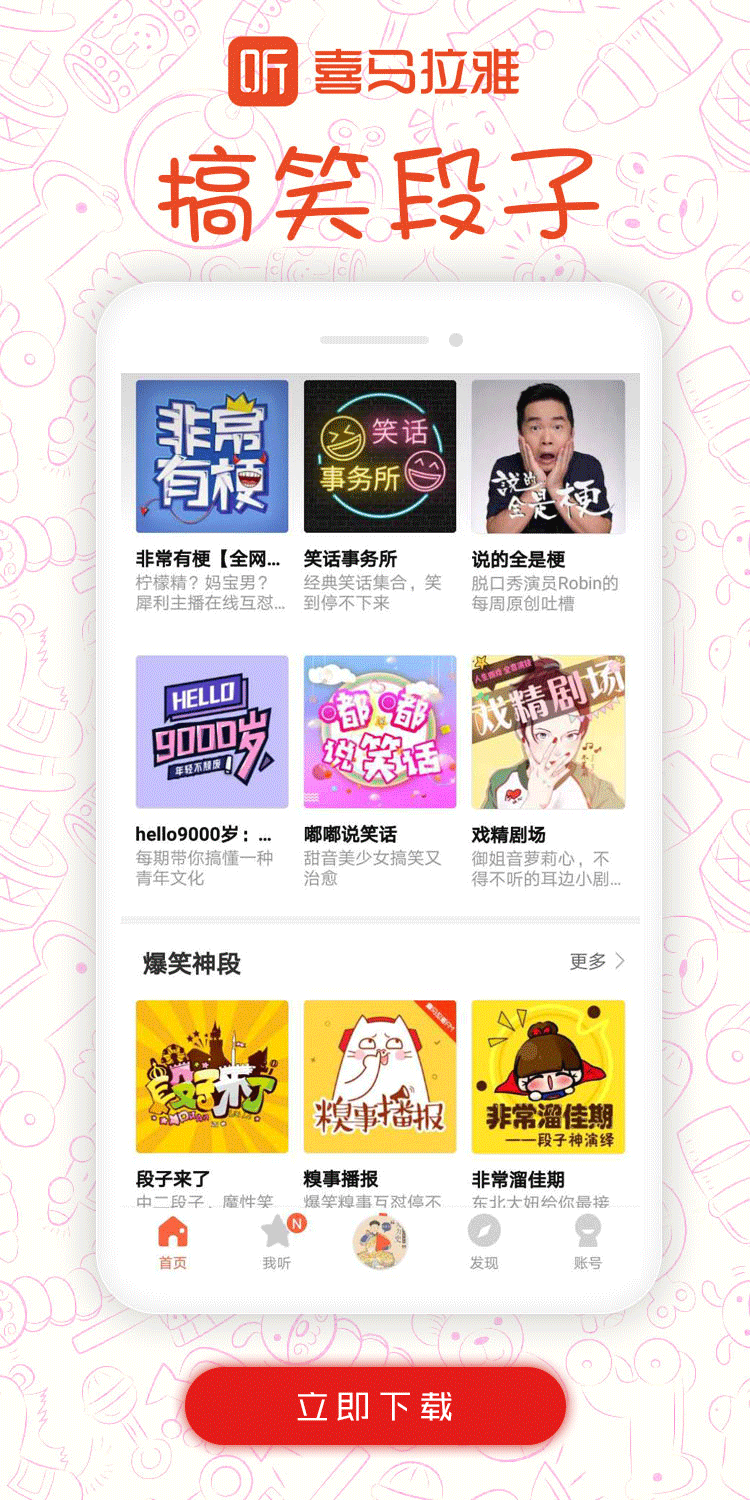 听 喜马拉雅
搞笑段子
非常
有梗
笑话
事务所
說的
全是梗
非常有梗【全网...
柠檬精？妈宝男？
犀利主播在线互怼...
笑话事务所
经典笑话集合，笑
到停不下来
说的全是梗
脱口秀演员Robin的
每周原创吐槽
HELLO
9000岁
年轻不颓废！
嘟嘟
说笑话
戏精剧场
hello9000岁：...
每期带你搞懂一种
青年文化
嘟嘟说笑话
甜音美少女搞笑又
治愈
戏精剧场
御姐音萝莉心，不
得不听的耳边小剧...
爆笑神段
更多
段子来了
喜马拉雅FM
糗事播报
非常溜佳期
——段子神演绎
段子来了
中二段子，魔性笑
糗事播报
爆笑糗事互怼停不
非常溜佳期
东北大妞给你最接
首页
我听
N
发现
账号
立即下载